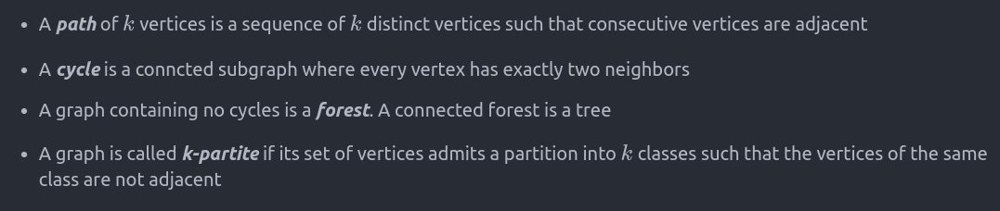 • A path of k vertices is a sequence of k distinct vertices such that consecutive vertices are adjacent
• A cycle is a conncted subgraph where every vertex has exactly two neighbors
• A graph containing no cycles is a forest. A connected forest is a tree
• A graph is called k-partite if its set of vertices admits a partition into k classes such that the vertices of the same
class are not adjacent